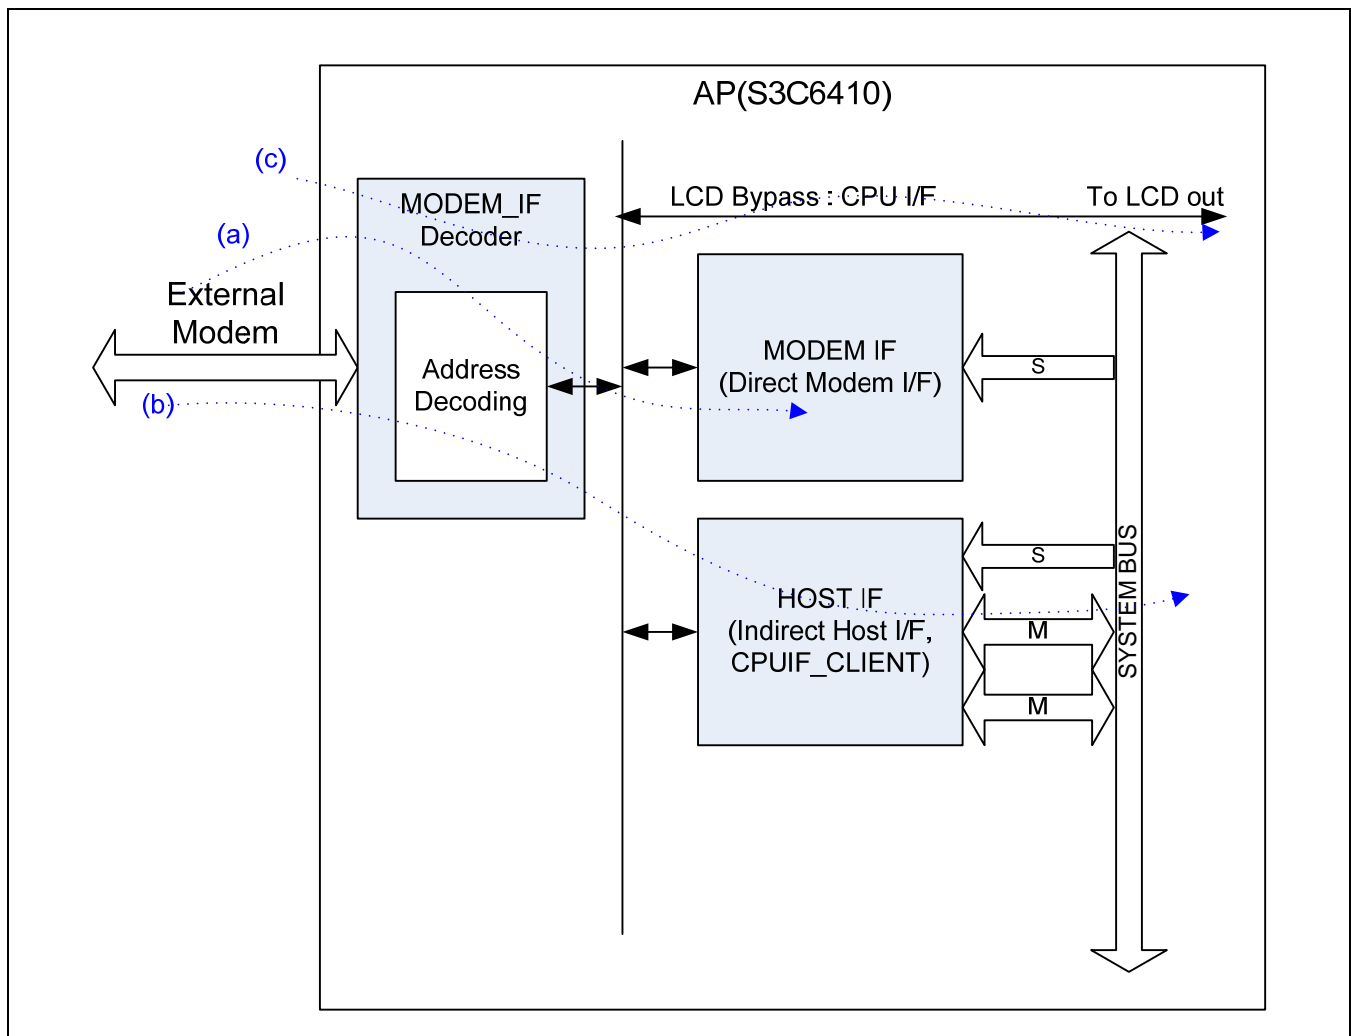 AP(S3C6410)
(c)
LCD Bypass : CPU I/F
To LCD out
MODEM_IF
Decoder
(a)
External
Modem
Address
Decoding
MODEM IF
(Direct Modem I/F)
S
(b)
SYSTEM BUS
S
HOST IF
(Indirect Host I/F,
CPUIF_CLIENT)
M
M